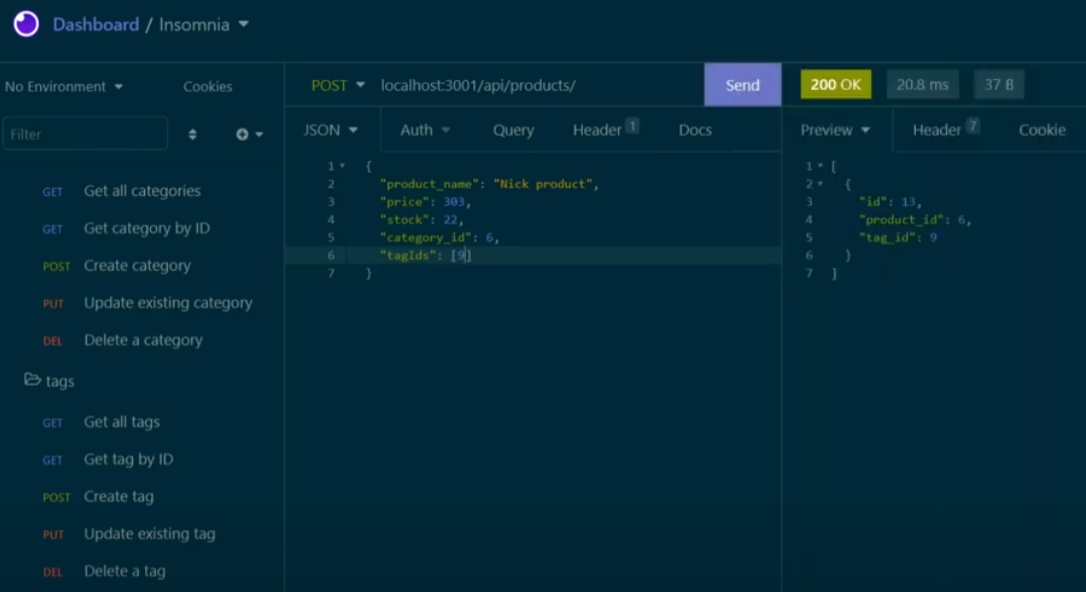 Dashboard / Insomnia
No Environment
Cookies
Filter
GET Get all categories
GET Get category by ID
POST Create category
PUT Update existing category
DEL Delete a category
tags
GET Get all tags
GET Get tag by ID
POST Create tag
PUT Update existing tag
DEL Delete a tag
POST localhost:3001/api/products/ Send
JSON Auth Query Header 1 Docs
1 {
2 "product_name": "Nick product",
3 "price": 303,
4 "stock": 22,
5 "category_id": 6,
6 "tagIds": [9]
7 }
200 OK 20.8 ms 37 B
Preview Header 7 Cookie
1 [
2 {
3 "id": 13,
4 "product_id": 6,
5 "tag_id": 9
6 }
7 ]